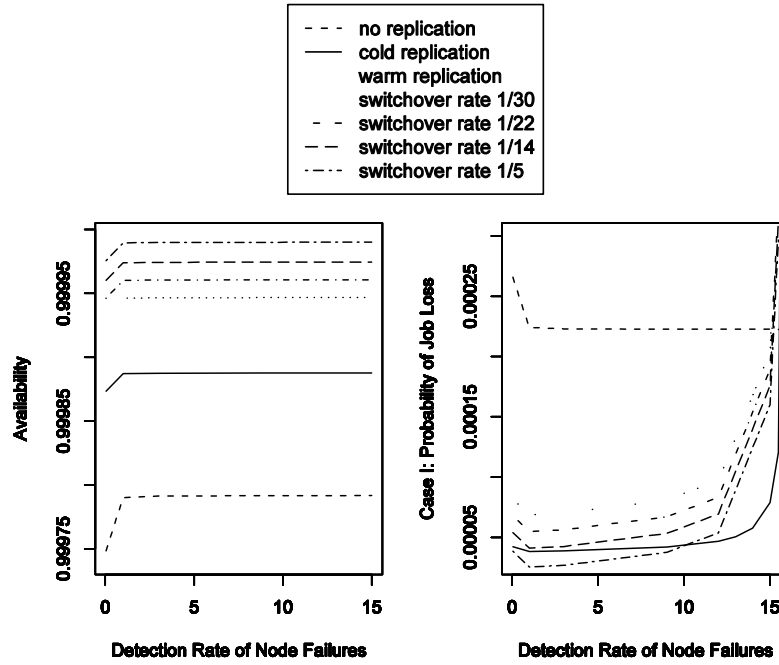 no replication
cold replication
warm replication
switchover rate 1/30
switchover rate 1/22
switchover rate 1/14
switchover rate 1/5
Availability
0.99995
0.99985
0.99975
0 5 10 15
Detection Rate of Node Failures
Case I: Probability of Job Loss
0.00025
0.00015
0.00005
0 5 10 15
Detection Rate of Node Failures